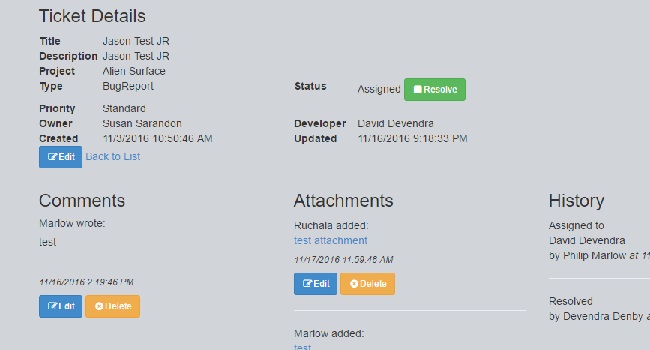 Ticket Details
Title Jason Test JR
Description Jason Test JR
Project Alien Surface
Type BugReport
Status Assigned Resolve
Priority Standard
Owner Susan Sarandon
Developer David Devendra
Created 11/3/2016 10:50:46 AM
Updated 11/16/2016 9:18:33 PM
Edit Back to List
Comments
Marlow wrote:
test
11/16/2016 2:19:46 PM
Edit Delete
Attachments
Ruchala added:
test attachment
11/17/2016 11:59:46 AM
Edit Delete
Marlow added:
test
History
Assigned to
David Devendra
by Philip Marlow at 11
Resolved
by Devendra Denby a